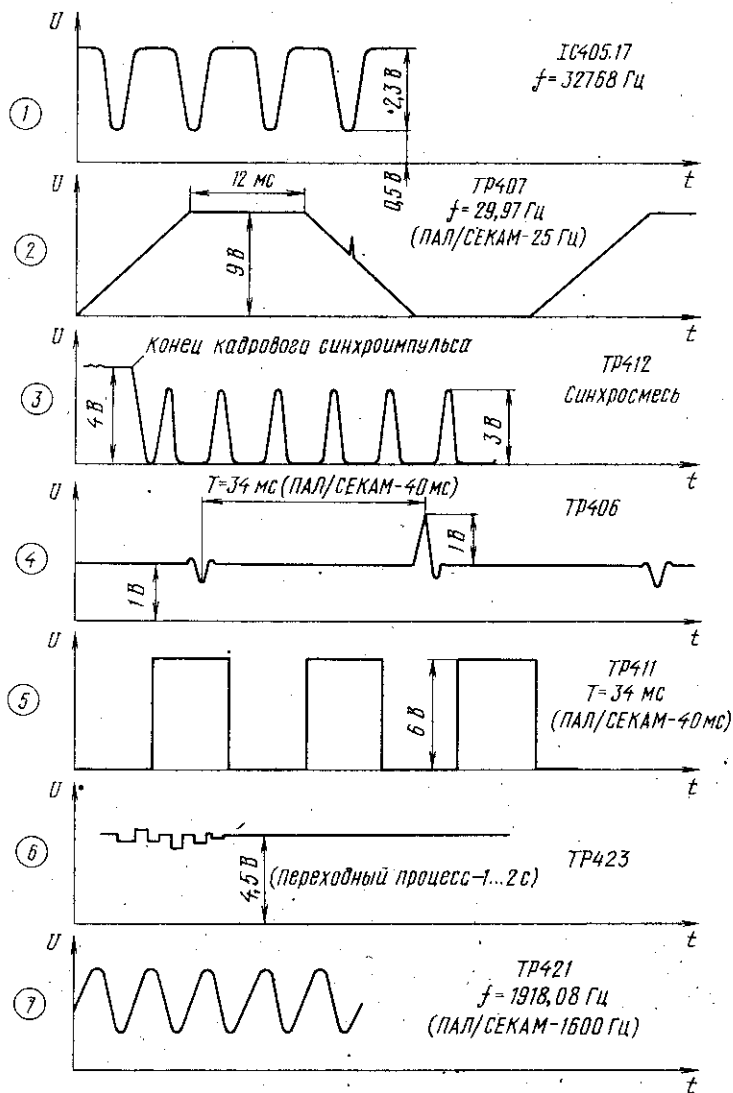 U
1
IC405.17
f = 32768 Гц
2,3 В
0,5 В
t
U
2
12 мс
9 В
TP407
f = 29,97 Гц
(ПАЛ/СЕКАМ-25 Гц)
t
U
3
Конец кадрового синхроимпульса
4 В
3 В
TP412
Синхросмесь
t
U
4
T=34 мс (ПАЛ/СЕКАМ-40 мс)
1 В
1 В
TP406
t
U
5
6 В
TP411
T = 34 мс
(ПАЛ/СЕКАМ-40 мс)
t
U
6
4,5 В
(переходный процесс-1...2 с)
TP423
t
U
7
TP421
f = 1918,08 Гц
(ПАЛ/СЕКАМ-1600 Гц)
t